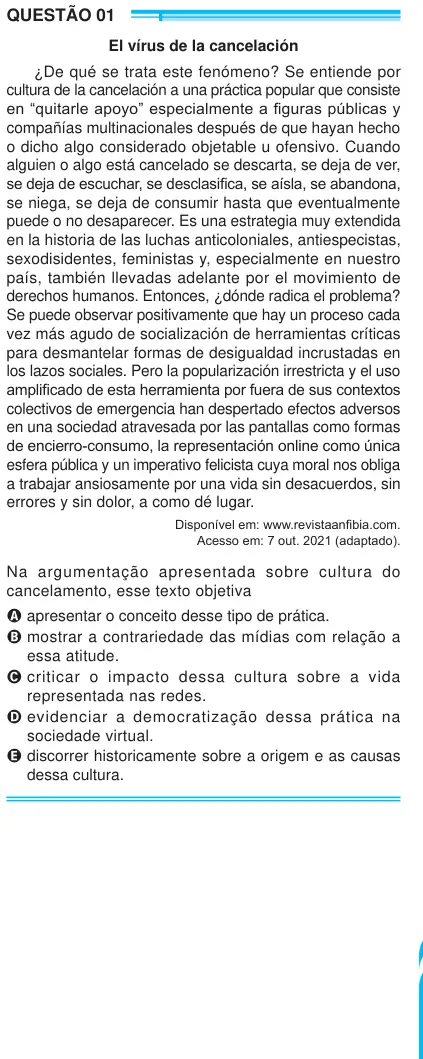 QUESTÃO 01
El vírus de la cancelación
¿De qué se trata este fenómeno? Se entiende por
cultura de la cancelación a una práctica popular que consiste
en “quitarle apoyo” especialmente a figuras públicas y
compañías multinacionales después de que hayan hecho
o dicho algo considerado objetable u ofensivo. Cuando
alguien o algo está cancelado se descarta, se deja de ver,
se deja de escuchar, se desclasifica, se aísla, se abandona,
se niega, se deja de consumir hasta que eventualmente
puede o no desaparecer. Es una estrategia muy extendida
en la historia de las luchas anticoloniales, antiespecistas,
sexodisidentes, feministas y, especialmente en nuestro
país, también llevadas adelante por el movimiento de
derechos humanos. Entonces, ¿dónde radica el problema?
Se puede observar positivamente que hay un proceso cada
vez más agudo de socialización de herramientas críticas
para desmantelar formas de desigualdad incrustadas en
los lazos sociales. Pero la popularización irrestricta y el uso
amplificado de esta herramienta por fuera de sus contextos
colectivos de emergencia han despertado efectos adversos
en una sociedad atravesada por las pantallas como formas
de encierro-consumo, la representación online como única
esfera pública y un imperativo felicista cuya moral nos obliga
a trabajar ansiosamente por una vida sin desacuerdos, sin
errores y sin dolor, a como dé lugar.
Disponível em: www.revistaanfibia.com.
Acesso em: 7 out. 2021 (adaptado).
Na argumentação apresentada sobre cultura do
cancelamento, esse texto objetiva
A apresentar o conceito desse tipo de prática.
B mostrar a contrariedade das mídias com relação a
essa atitude.
C criticar o impacto dessa cultura sobre a vida
representada nas redes.
D evidenciar a democratização dessa prática na
sociedade virtual.
E discorrer historicamente sobre a origem e as causas
dessa cultura.